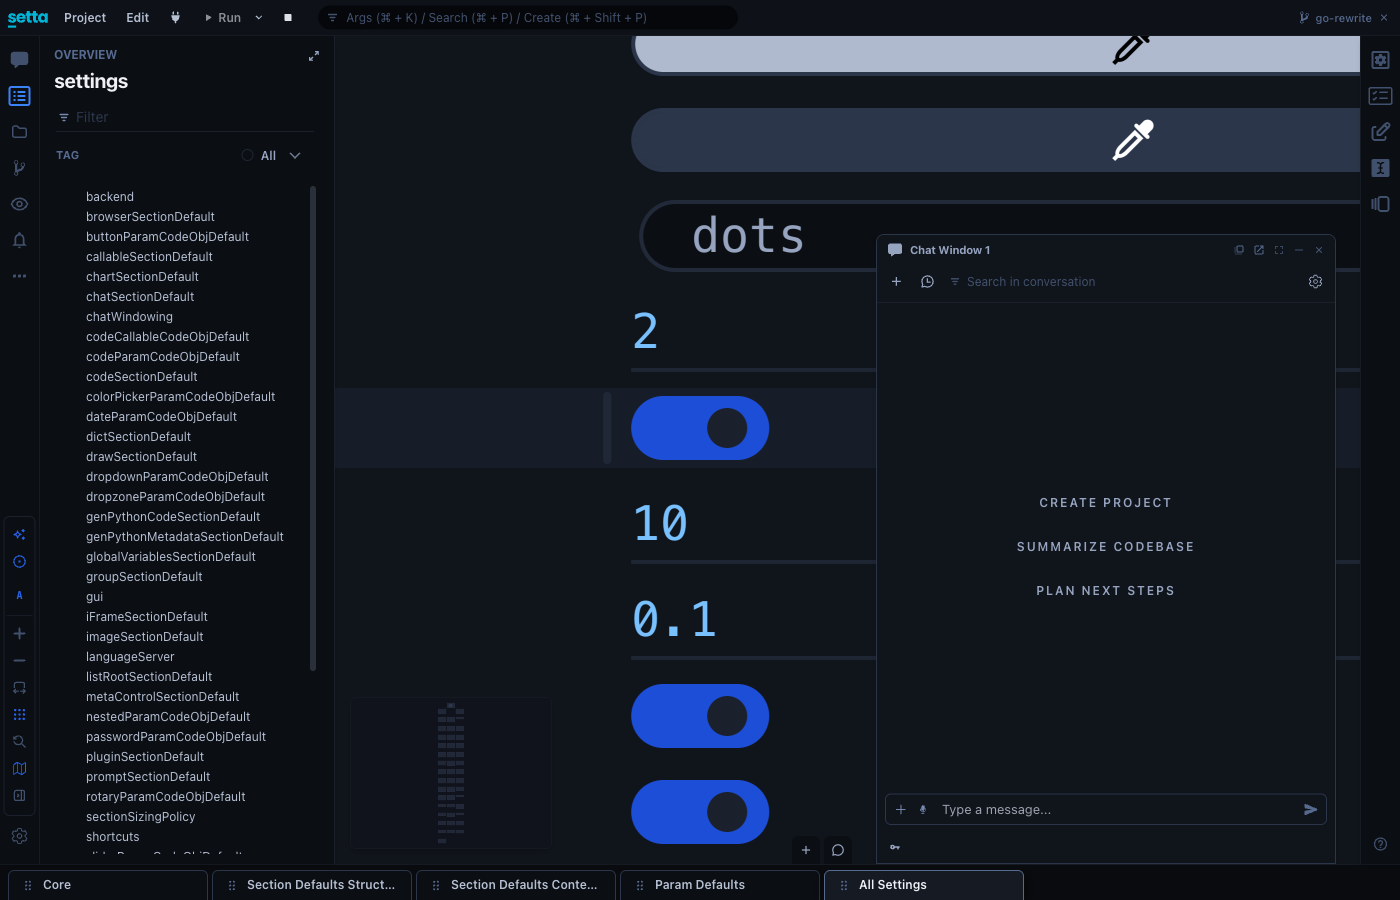 setta Project Edit Run Args (⌘ + K) / Search (⌘ + P) / Create (⌘ + Shift + P) go-rewrite
OVERVIEW
settings
Filter
TAG All
backend
browserSectionDefault
buttonParamCodeObjDefault
callableSectionDefault
chartSectionDefault
chatSectionDefault
chatWindowing
codeCallableCodeObjDefault
codeParamCodeObjDefault
codeSectionDefault
colorPickerParamCodeObjDefault
dateParamCodeObjDefault
dictSectionDefault
drawSectionDefault
dropdownParamCodeObjDefault
dropzoneParamCodeObjDefault
genPythonCodeSectionDefault
genPythonMetadataSectionDefault
globalVariablesSectionDefault
groupSectionDefault
gui
iFrameSectionDefault
imageSectionDefault
languageServer
listRootSectionDefault
metaControlSectionDefault
nestedParamCodeObjDefault
passwordParamCodeObjDefault
pluginSectionDefault
promptSectionDefault
rotaryParamCodeObjDefault
sectionSizingPolicy
shortcuts
A
dots
2
10
0.1
Chat Window 1
Search in conversation
CREATE PROJECT
SUMMARIZE CODEBASE
PLAN NEXT STEPS
Type a message...
Core
Section Defaults Struct...
Section Defaults Conte...
Param Defaults
All Settings